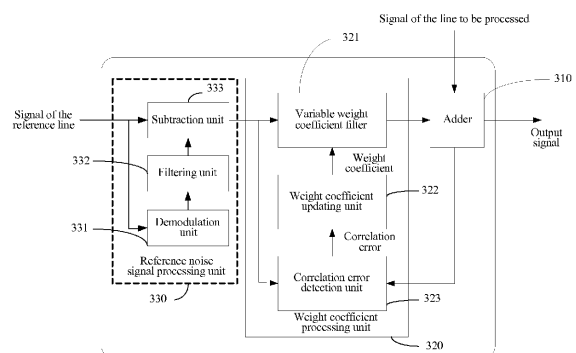 Signal of the line to be processed
321
333
310
Signal of the
reference line
Subtraction unit
Variable weight
coefficient filter
Adder
Output
signal
332
Filtering unit
Weight
coefficient
Weight coefficient
updating unit
322
331
Demodulation
unit
Correlation
error
Reference noise
signal processing unit
Correlation error
detection unit
323
330
Weight coefficient
processing unit
320